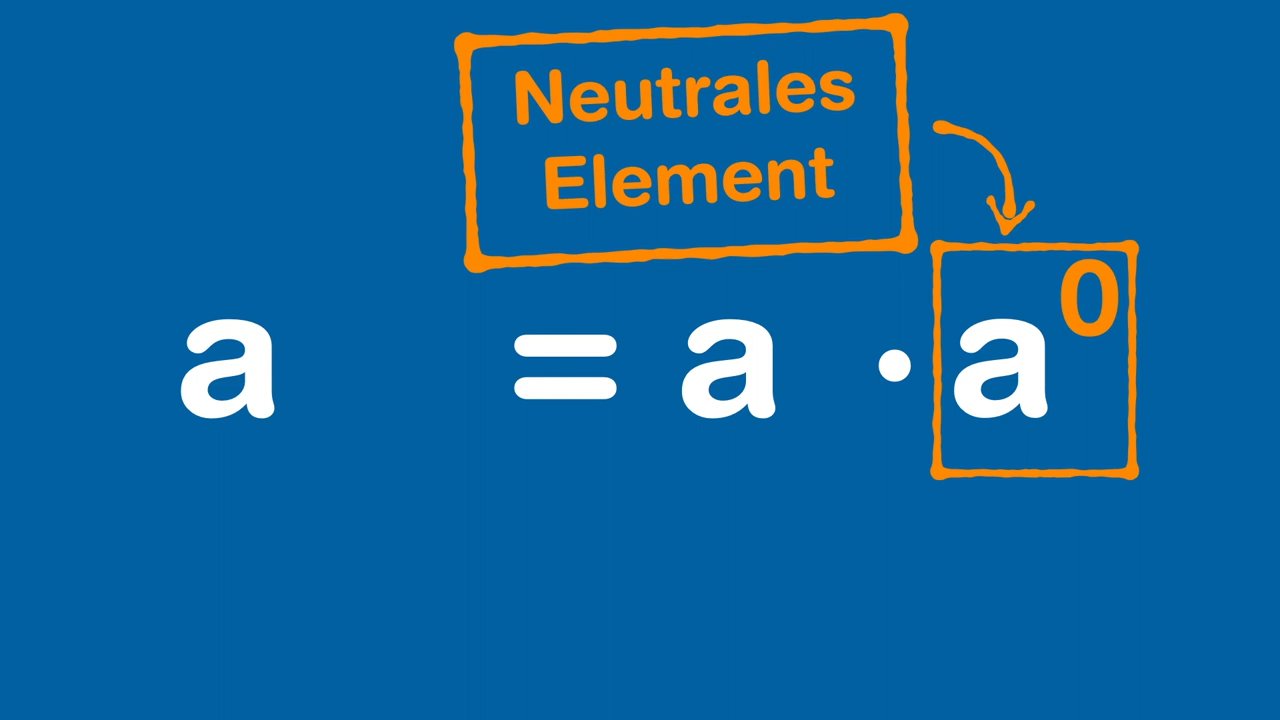 Neutrales
Element
a = a · a⁰